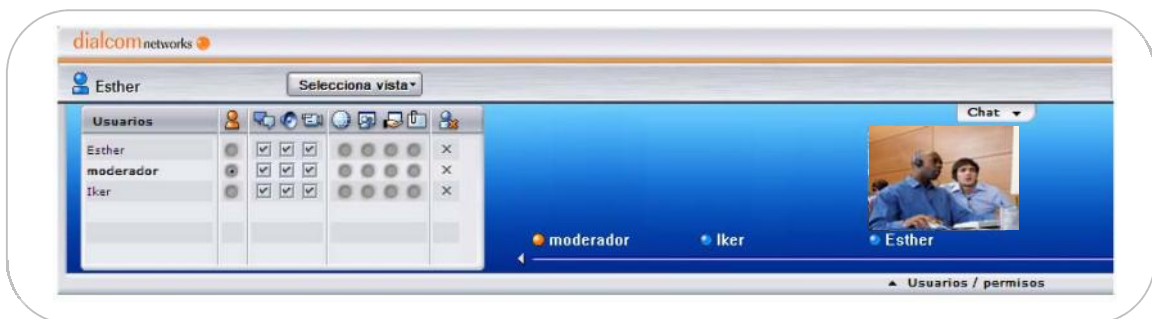 dialcom networks
Esther
Selecciona vista
Chat
Usuarios
Esther
moderador
Iker
moderador
Iker
Esther
Usuarios / permisos